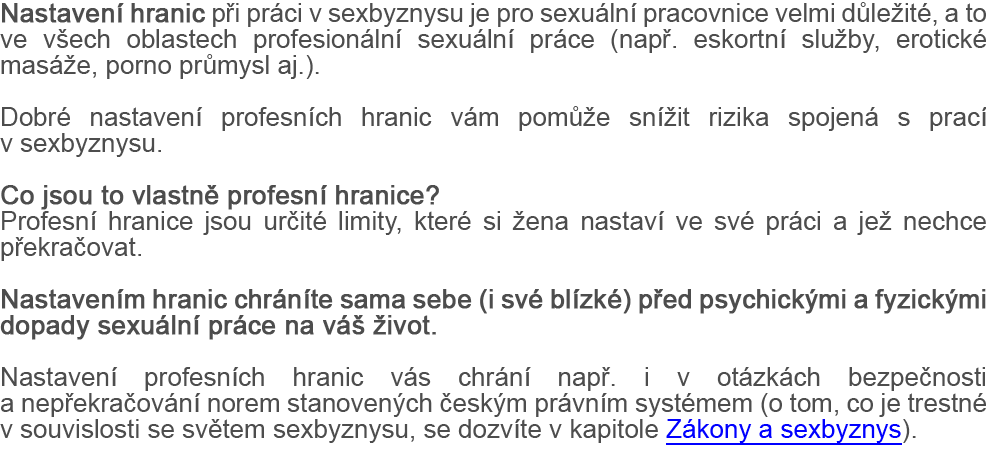 Nastavení hranic při práci v sexbyznysu je pro sexuální pracovnice velmi důležité, a to
ve všech oblastech profesionální sexuální práce (např. eskortní služby, erotické
masáže, porno průmysl aj.).
Dobré nastavení profesních hranic vám pomůže snížit rizika spojená s prací
v sexbyznysu.
Co jsou to vlastně profesní hranice?
Profesní hranice jsou určité limity, které si žena nastaví ve své práci a jež nechce
překračovat.
Nastavením hranic chráníte sama sebe (i své blízké) před psychickými a fyzickými
dopady sexuální práce na váš život.
Nastavení profesních hranic vás chrání např. i v otázkách bezpečnosti
a nepřekračování norem stanovených českým právním systémem (o tom, co je trestné
v souvislosti se světem sexbyznysu, se dozvíte v kapitole Zákony a sexbyznys).